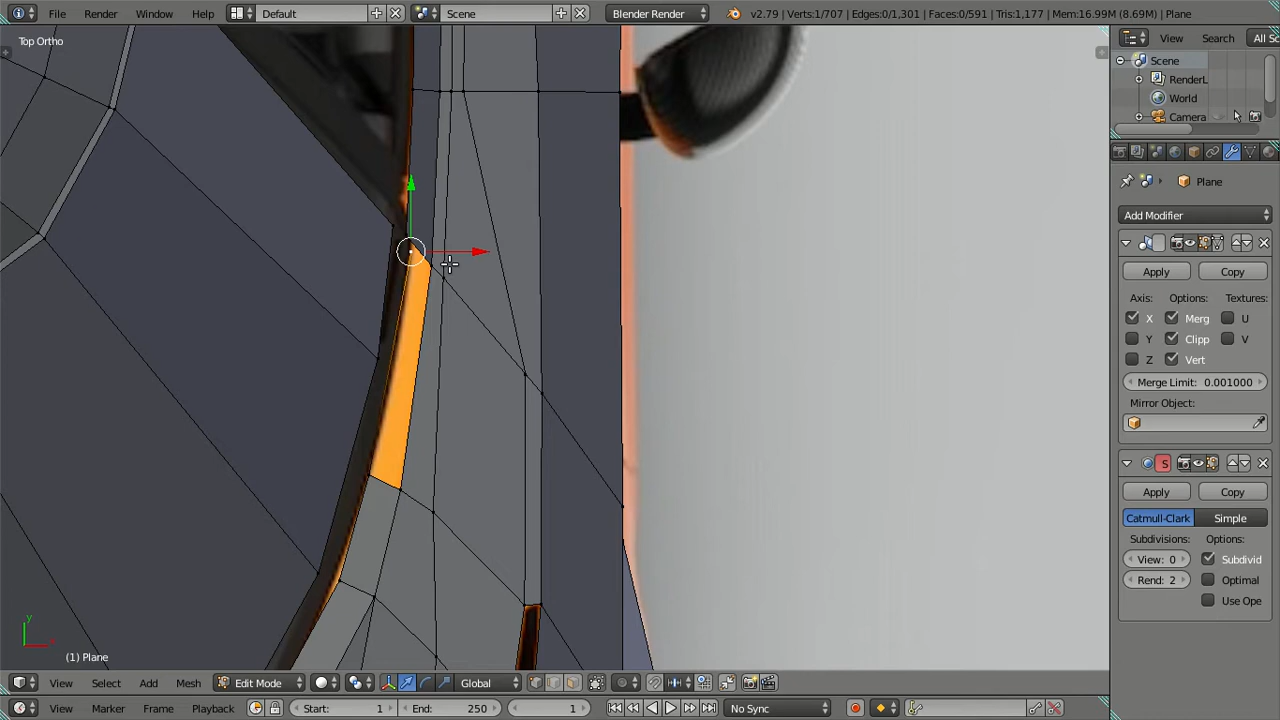 File Render Window Help Default Scene Blender Render v2.79 | Verts:1/707 | Edges:0/1,301 | Faces:0/591 | Tris:1,177 | Mem:16.99M (8.69M) | Plane
Top Ortho
View Search All Sc
Scene
RenderL
World
Camera
Plane
Add Modifier
Apply Copy
Axis: Options: Textures:
X Merg U
Y Clipp V
Z Vert
Merge Limit: 0.001000
Mirror Object:
S
Apply Copy
Catmull-Clark Simple
Subdivisions: Options:
View: 0 Subdivid
Rend: 2 Optimal
Use Ope
y
x
(1) Plane
View Select Add Mesh Edit Mode Global
View Marker Frame Playback Start: 1 End: 250 1 No Sync